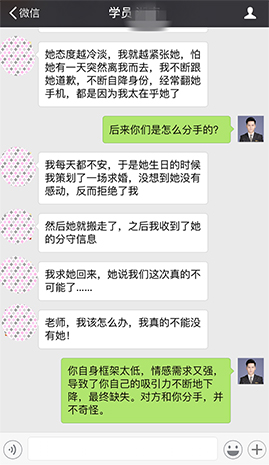 微信
学员
她态度越冷淡，我就越紧张她，怕
她有一天突然离我而去，我不断跟
她道歉，不断自降身份，经常翻她
手机，都是因为我太在乎她了
后来你们是怎么分手的？
我每天都不安，于是她生日的时候
我策划了一场求婚，没想到她没有
感动，反而拒绝了我
然后她就搬走了，之后我收到了她
的分守信息
我求她回来，她说我们这次真的不
可能了......
老师，我该怎么办，我真的不能没
有她！
你自身框架太低，情感需求又强，
导致了你自己的吸引力不断地下
降，最终缺失。对方和你分手，并
不奇怪。